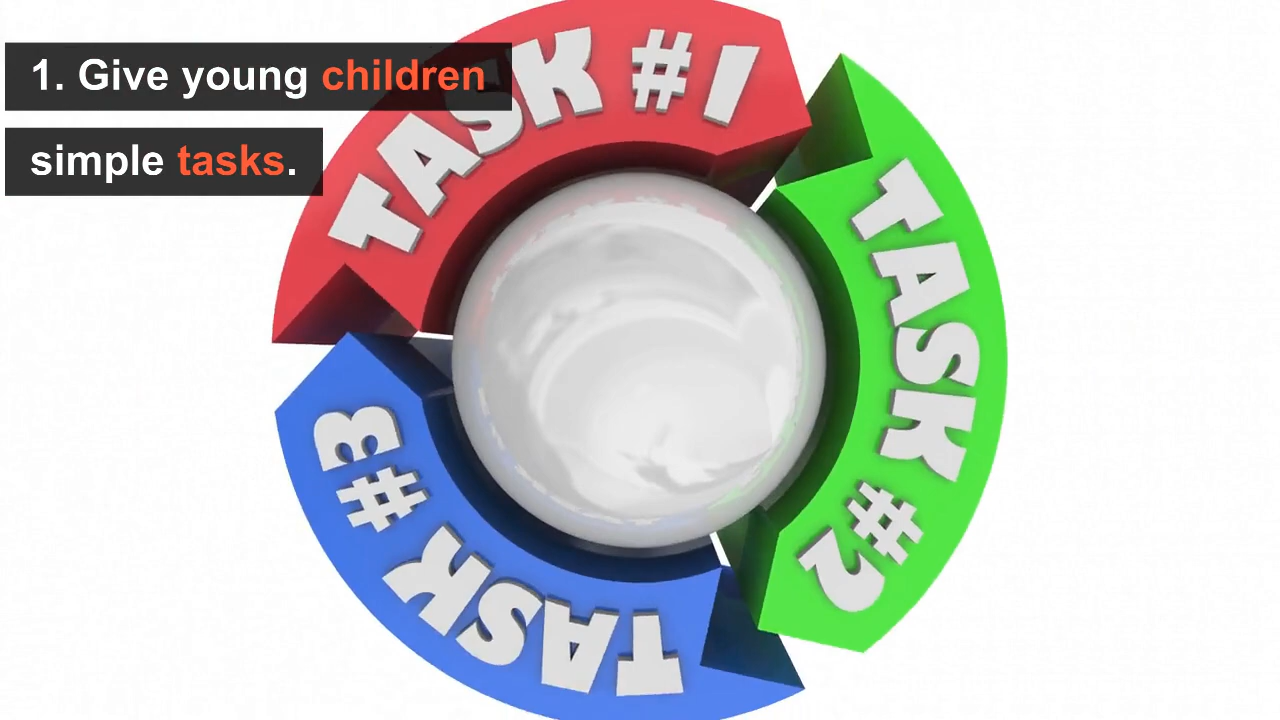 1. Give young children
simple tasks.
TASK #1
TASK #2
TASK #3